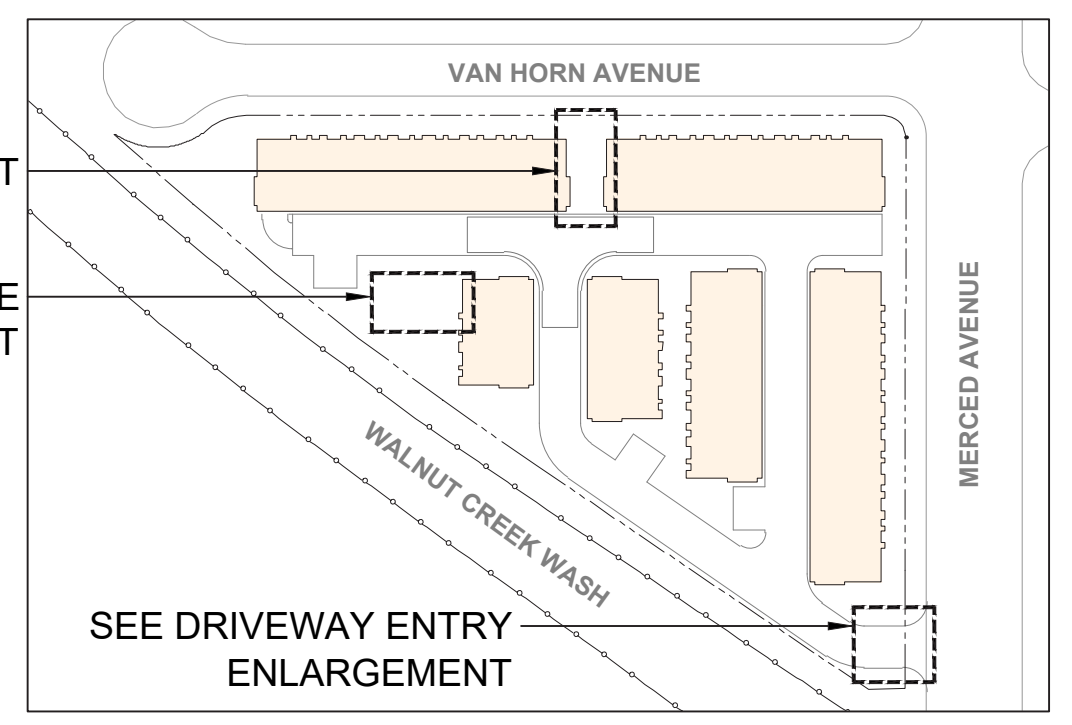 VAN HORN AVENUE
T
E
T
MERCED AVENUE
WALNUT CREEK WASH
SEE DRIVEWAY ENTRY
ENLARGEMENT